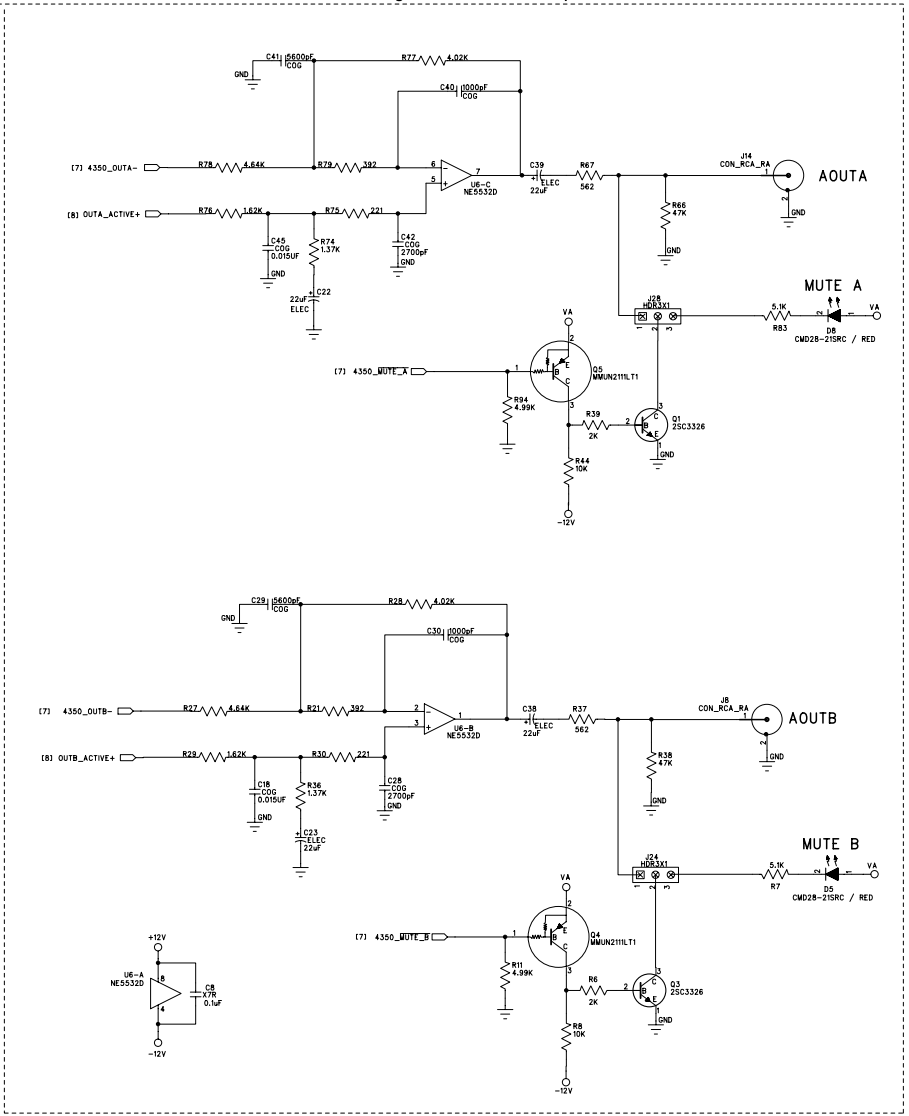 C41 5600pF
COG
GND
R77 4.02K
C40 1000pF
COG
[7] 4350_OUTA-
R78 4.64K
R79 392
6
5
7
U6-C
NE5532D
C39
+ ELEC
22uF
R67
562
J14
CON_RCA_RA
1
2
GND
AOUTA
[8] OUTA_ACTIVE+
R76 1.62K
R75 221
C45
COG
0.015UF
GND
R74
1.37K
C42
COG
2700pF
GND
R66
47K
GND
22uF + C22
ELEC
MUTE A
J28
HDR3X1
1 2 3
5.1K
R83
2 1
D8
CMD28-21SRC / RED
VA
VA
2
[7] 4350_MUTE_A
1
B E C
Q5
MMUN2111LT1
3
R94
4.99K
R39
2K
2
3
B C E
1
Q1
2SC3326
GND
R44
10K
-12V
C29 5600pF
COG
GND
R28 4.02K
C30 1000pF
COG
[7] 4350_OUTB-
R27 4.64K
R21 392
2
3
1
U6-B
NE5532D
C38
+ ELEC
22uF
R37
562
J8
CON_RCA_RA
1
2
GND
AOUTB
[8] OUTB_ACTIVE+
R29 1.62K
R30 221
C18
COG
0.015UF
GND
R36
1.37K
C28
COG
2700pF
GND
R38
47K
GND
+ C23
ELEC
22uF
MUTE B
J24
HDR3X1
1 2 3
5.1K
R7
2 1
D5
CMD28-21SRC / RED
VA
VA
2
[7] 4350_MUTE_B
1
B E C
Q4
MMUN2111LT1
3
R11
4.99K
R6
2K
2
3
B C E
1
Q3
2SC3326
GND
R8
10K
-12V
+12V
U6-A
NE5532D
8
4
C8
X7R
0.1uF
-12V